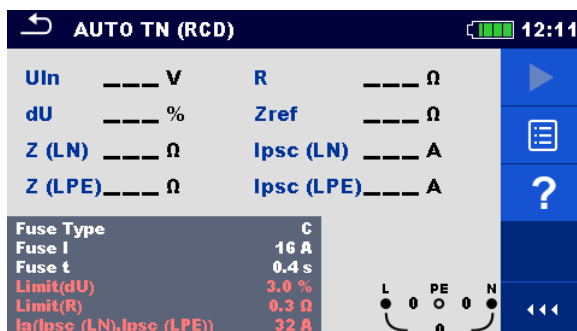 AUTO TN (RCD) 12:11
Uln ___ V R ___ Ω
dU ___ % Zref ___ Ω
Z (LN) ___ Ω Ipsc (LN) ___ A
Z (LPE)___ Ω Ipsc (LPE)___ A
?
Fuse Type C
Fuse I 16 A
Fuse t 0.4 s
Limit(dU) 3.0 %
Limit(R) 0.3 Ω
Ia(Ipsc (LN),Ipsc (LPE)) 32 A
L PE N
0 0
0